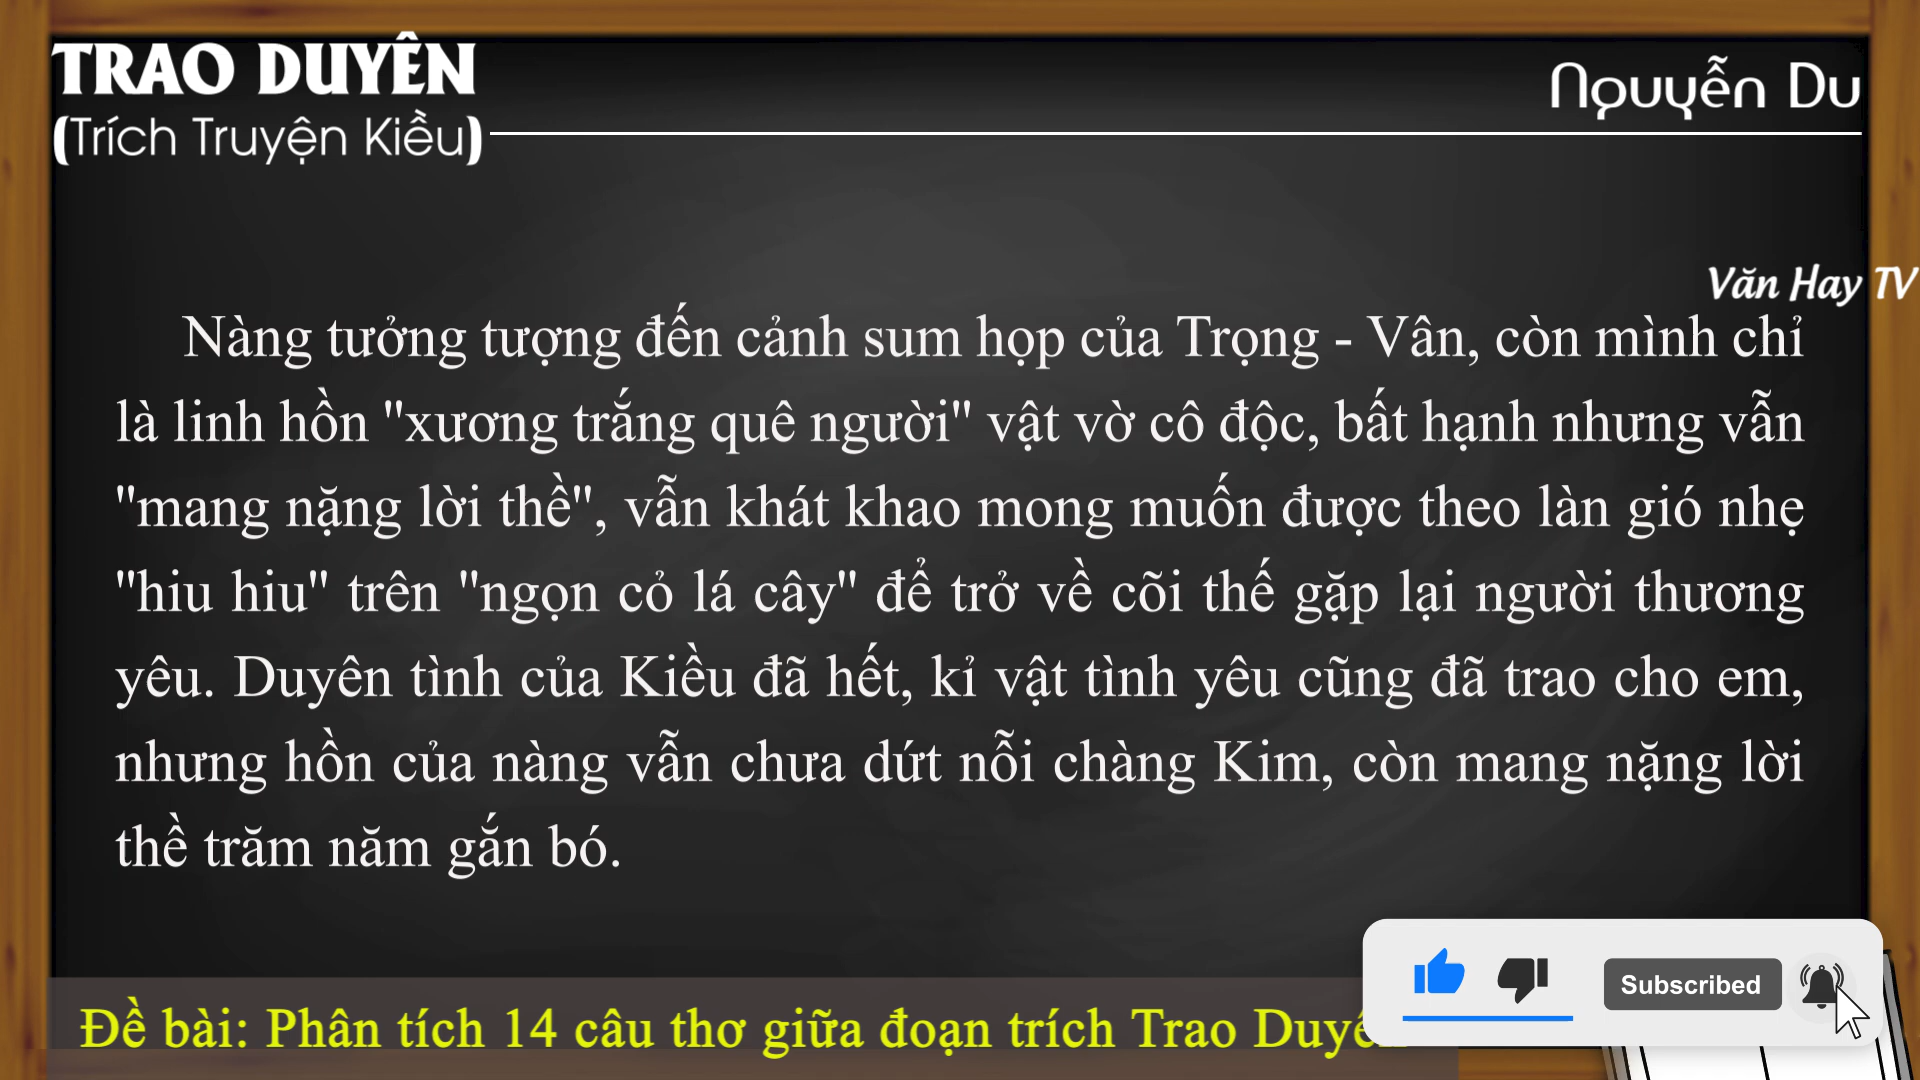 TRAO DUYÊN
(Trích Truyện Kiều)
Nguyễn Du
Văn Hay TV
Nàng tưởng tượng đến cảnh sum họp của Trọng - Vân, còn mình chỉ
là linh hồn "xương trắng quê người" vật vờ cô độc, bất hạnh nhưng vẫn
"mang nặng lời thề", vẫn khát khao mong muốn được theo làn gió nhẹ
"hiu hiu" trên "ngọn cỏ lá cây" để trở về cõi thế gặp lại người thương
yêu. Duyên tình của Kiều đã hết, kỉ vật tình yêu cũng đã trao cho em,
nhưng hồn của nàng vẫn chưa dứt nỗi chàng Kim, còn mang nặng lời
thề trăm năm gắn bó.
Đề bài: Phân tích 14 câu thơ giữa đoạn trích Trao Duyên
Subscribed